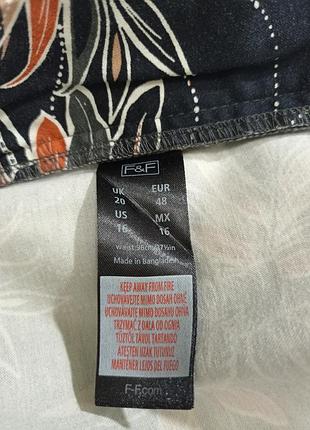 F&F
UK EUR
20 48
US MX
16 16
waist:96cm/37½in
Made in Bangladesh
KEEP AWAY FROM FIRE
UCHOVÁVEJTE MIMO DOSAH OHNĚ
UCHOVÁVAJTE MIMO DOSAHU OHŇA
TRZYMAĆ Z DALA OD OGNIA
TŰZTŐL TÁVOL TARTANDÓ
ATEŞTEN UZAK TUTUNUZ
MANTENER LEJOS DEL FUEGO
F-F.com